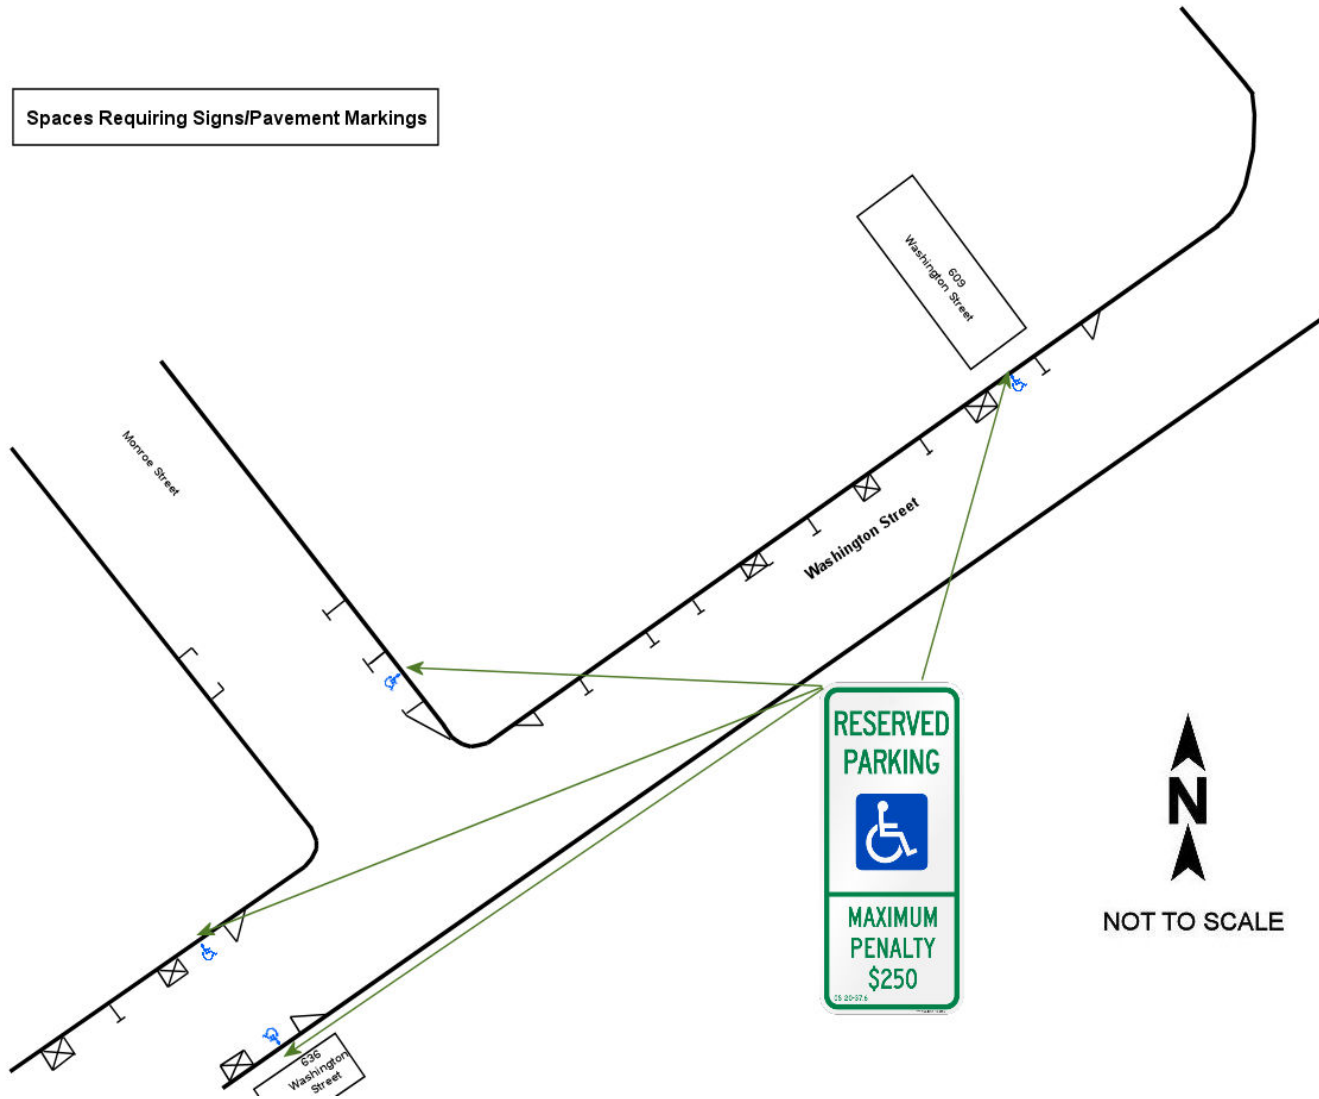 Spaces Requiring Signs/Pavement Markings
609
Washington Street
Monroe Street
Washington Street
RESERVED
PARKING
MAXIMUM
PENALTY
$250
N
NOT TO SCALE
636
Washington
Street